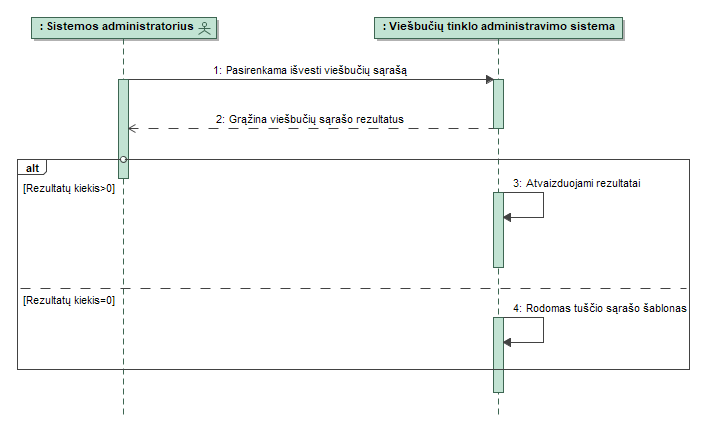 : Sistemos administratorius
: Viešbučių tinklo administravimo sistema
1: Pasirenkama išvesti viešbučių sąrašą
2: Grąžina viešbučių sąrašo rezultatus
alt
[Rezultatų kiekis>0]
3: Atvaizduojami rezultatai
[Rezultatų kiekis=0]
4: Rodomas tuščio sąrašo šablonas